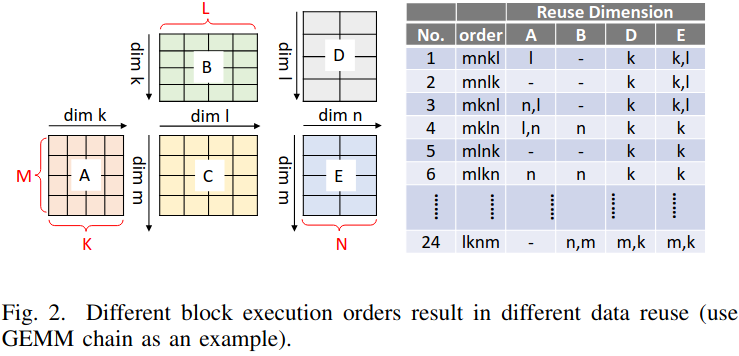 L
dim k
B
dim l
D
dim k
dim l
dim n
M
A
dim m
C
dim m
E
K
N
Reuse Dimension
No. order A B D E
1 mnkl l - k k,l
2 mnlk - - k k,l
3 mknl n,l - k k,l
4 mkln l,n n k k
5 mlnk - - k k
6 mlkn n n k k
24 lknm - n,m m,k m,k
Fig. 2. Different block execution orders result in different data reuse (use
GEMM chain as an example).